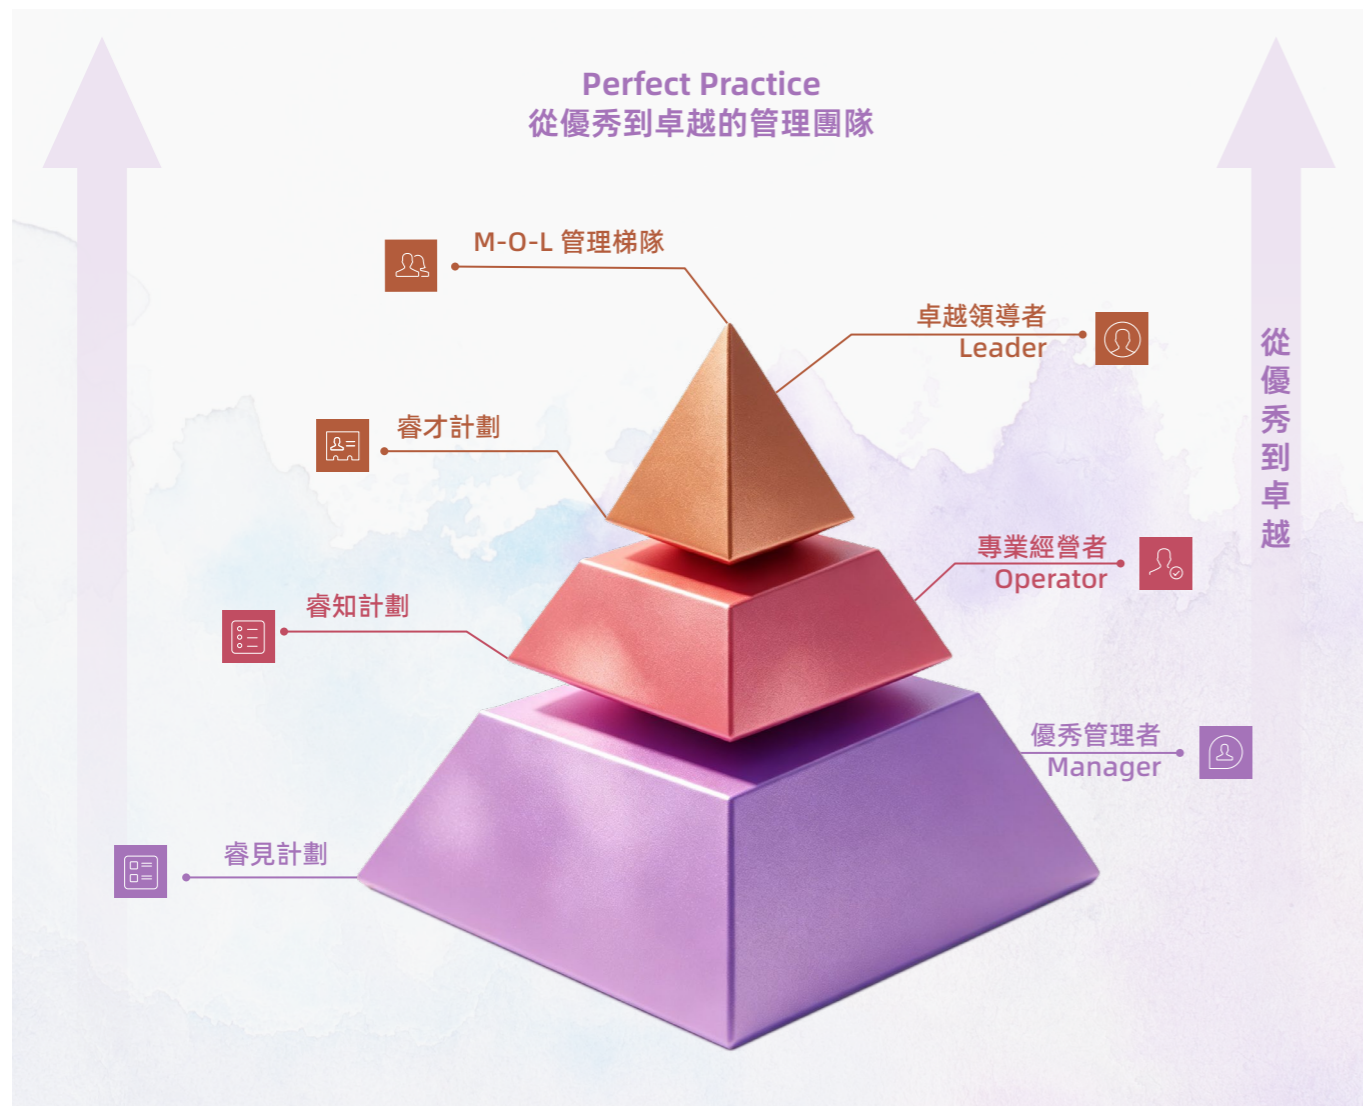 Perfect Practice
從優秀到卓越的管理團隊
M-O-L 管理梯隊
卓越領導者
Leader
睿才計劃
專業經營者
Operator
睿知計劃
優秀管理者
Manager
睿見計劃
從優秀到卓越